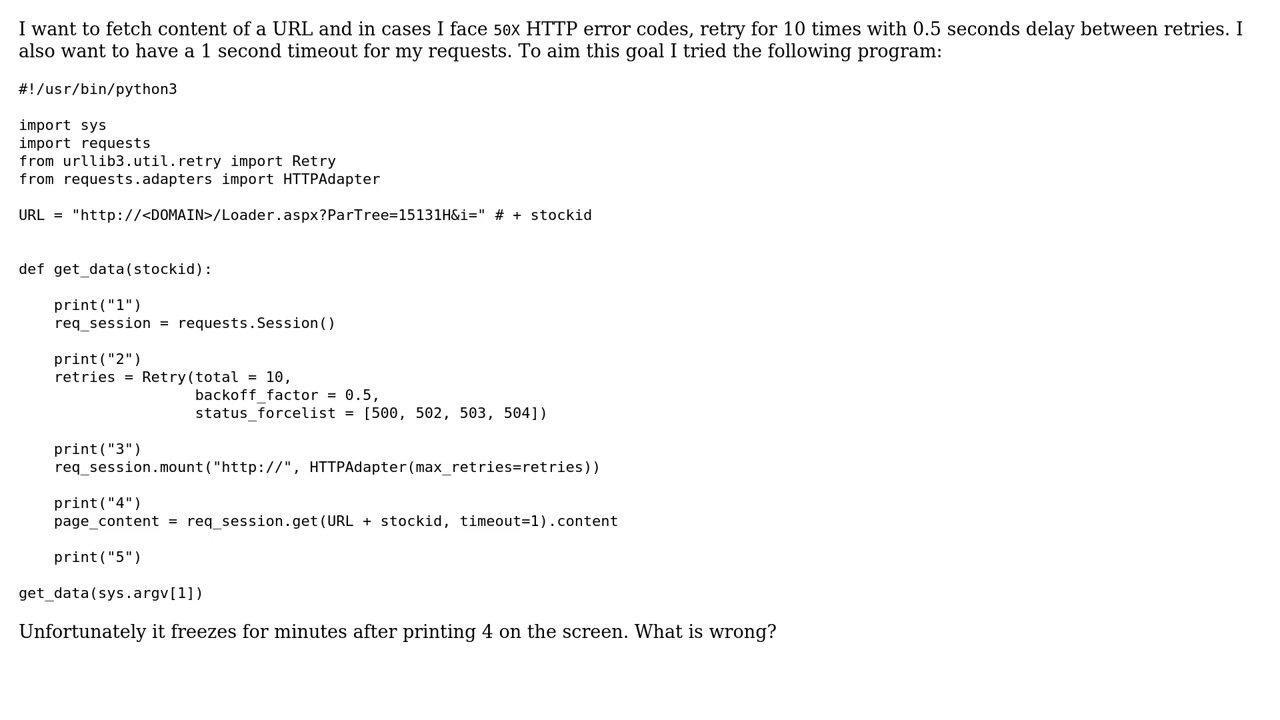 I want to fetch content of a URL and in cases I face 50X HTTP error codes, retry for 10 times with 0.5 seconds delay between retries. I
also want to have a 1 second timeout for my requests. To aim this goal I tried the following program:
#!/usr/bin/python3
import sys
import requests
from urllib3.util.retry import Retry
from requests.adapters import HTTPAdapter
URL = "http://<DOMAIN>/Loader.aspx?ParTree=15131H&i=" # + stockid
def get_data(stockid):
    print("1")
    req_session = requests.Session()
    print("2")
    retries = Retry(total = 10,
                    backoff_factor = 0.5,
                    status_forcelist = [500, 502, 503, 504])
    print("3")
    req_session.mount("http://", HTTPAdapter(max_retries=retries))
    print("4")
    page_content = req_session.get(URL + stockid, timeout=1).content
    print("5")
get_data(sys.argv[1])
Unfortunately it freezes for minutes after printing 4 on the screen. What is wrong?